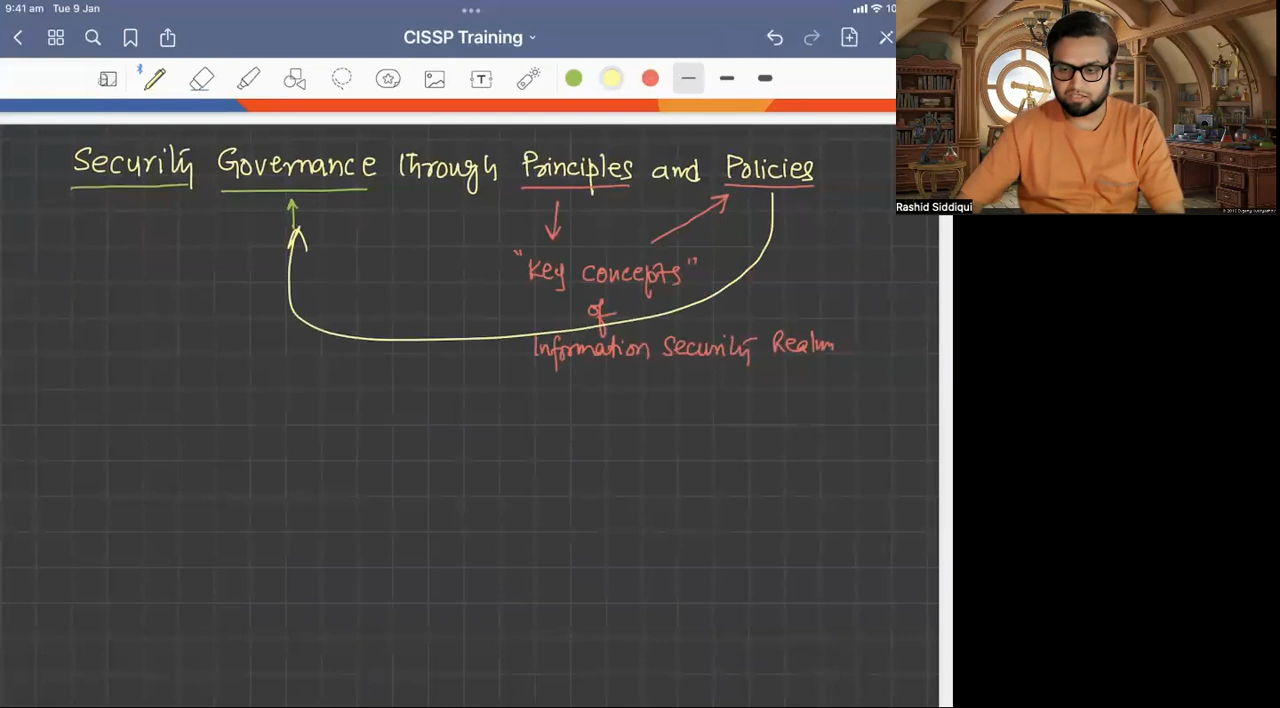 9:41 am Tue 9 Jan
10
CISSP Training
T
Security Governance through Principles and Policies
"Key concepts"
of
Information Security Realm
Rashid Siddiqui